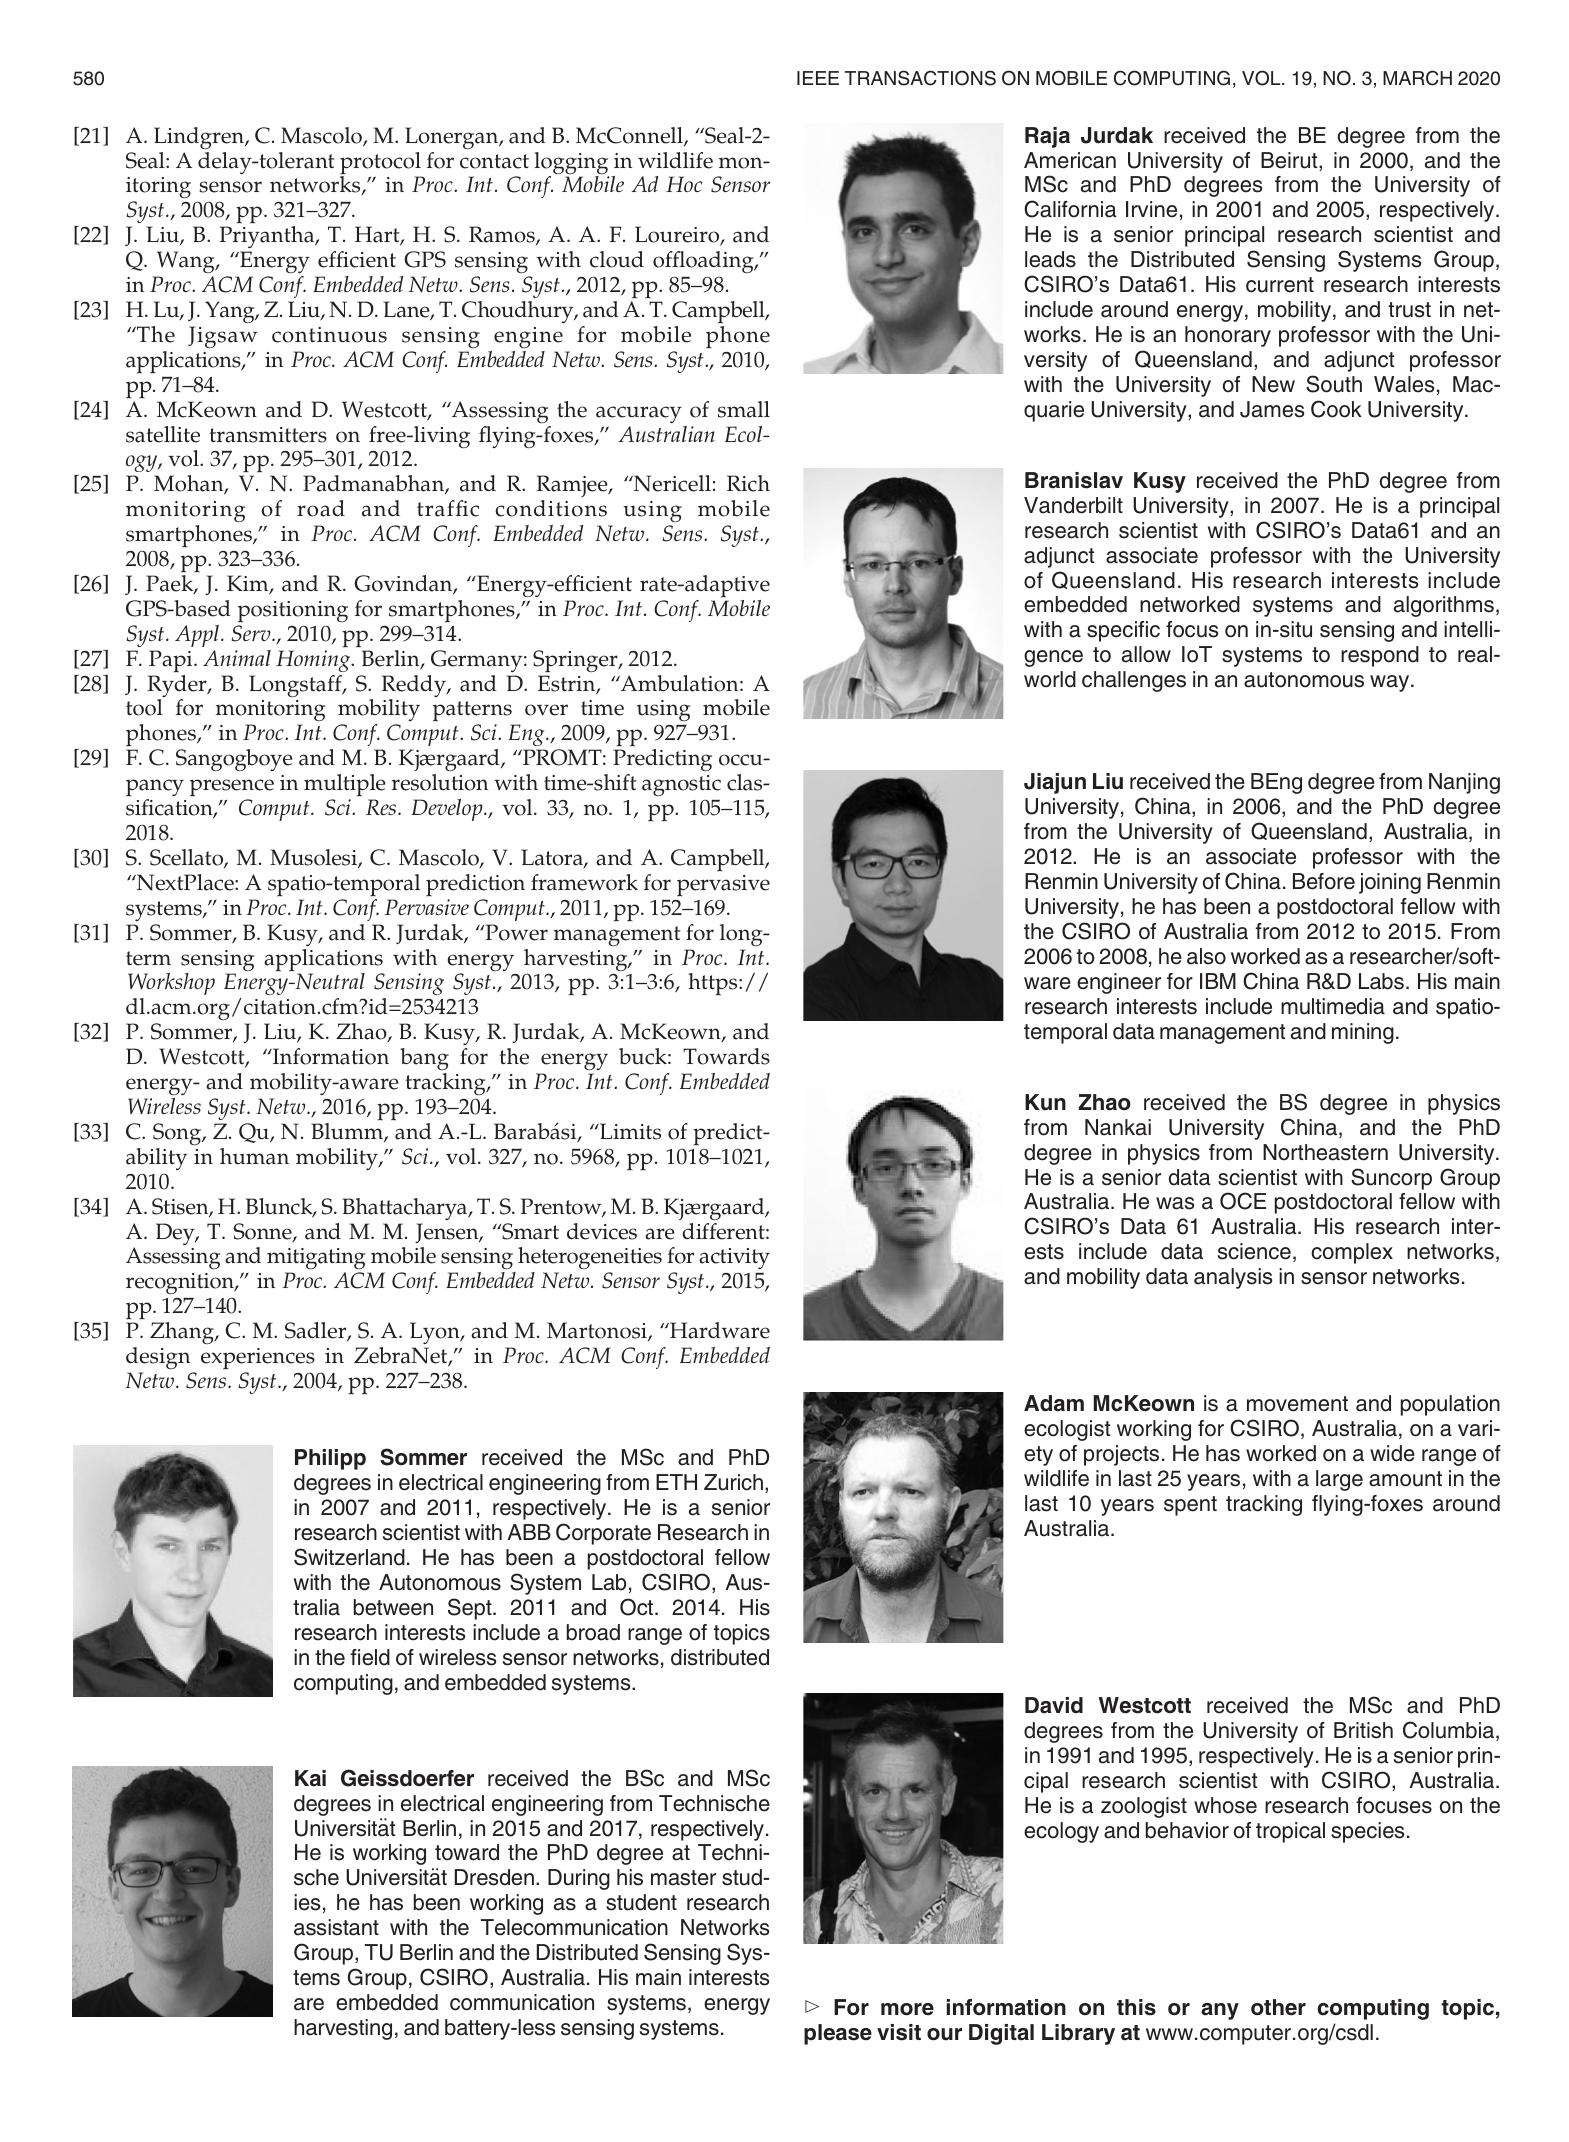 580
IEEE TRANSACTIONS ON MOBILE COMPUTING, VOL. 19, NO. 3, MARCH 2020
[21] A. Lindgren, C. Mascolo, M. Lonergan, and B. McConnell, “Seal-2-
Seal: A delay-tolerant protocol for contact logging in wildlife mon-
itoring sensor networks,” in Proc. Int. Conf. Mobile Ad Hoc Sensor
Syst., 2008, pp. 321–327.
[22] J. Liu, B. Priyantha, T. Hart, H. S. Ramos, A. A. F. Loureiro, and
Q. Wang, “Energy efficient GPS sensing with cloud offloading,”
in Proc. ACM Conf. Embedded Netw. Sens. Syst., 2012, pp. 85–98.
[23] H. Lu, J. Yang, Z. Liu, N. D. Lane, T. Choudhury, and A. T. Campbell,
“The Jigsaw continuous sensing engine for mobile phone
applications,” in Proc. ACM Conf. Embedded Netw. Sens. Syst., 2010,
pp. 71–84.
[24] A. McKeown and D. Westcott, “Assessing the accuracy of small
satellite transmitters on free-living flying-foxes,” Australian Ecol-
ogy, vol. 37, pp. 295–301, 2012.
[25] P. Mohan, V. N. Padmanabhan, and R. Ramjee, “Nericell: Rich
monitoring of road and traffic conditions using mobile
smartphones,” in Proc. ACM Conf. Embedded Netw. Sens. Syst.,
2008, pp. 323–336.
[26] J. Paek, J. Kim, and R. Govindan, “Energy-efficient rate-adaptive
GPS-based positioning for smartphones,” in Proc. Int. Conf. Mobile
Syst. Appl. Serv., 2010, pp. 299–314.
[27] F. Papi. Animal Homing. Berlin, Germany: Springer, 2012.
[28] J. Ryder, B. Longstaff, S. Reddy, and D. Estrin, “Ambulation: A
tool for monitoring mobility patterns over time using mobile
phones,” in Proc. Int. Conf. Comput. Sci. Eng., 2009, pp. 927–931.
[29] F. C. Sangogboye and M. B. Kjærgaard, “PROMT: Predicting occu-
pancy presence in multiple resolution with time-shift agnostic clas-
sification,” Comput. Sci. Res. Develop., vol. 33, no. 1, pp. 105–115,
2018.
[30] S. Scellato, M. Musolesi, C. Mascolo, V. Latora, and A. Campbell,
“NextPlace: A spatio-temporal prediction framework for pervasive
systems,” in Proc. Int. Conf. Pervasive Comput., 2011, pp. 152–169.
[31] P. Sommer, B. Kusy, and R. Jurdak, “Power management for long-
term sensing applications with energy harvesting,” in Proc. Int.
Workshop Energy-Neutral Sensing Syst., 2013, pp. 3:1–3:6, https://
dl.acm.org/citation.cfm?id=2534213
[32] P. Sommer, J. Liu, K. Zhao, B. Kusy, R. Jurdak, A. McKeown, and
D. Westcott, “Information bang for the energy buck: Towards
energy- and mobility-aware tracking,” in Proc. Int. Conf. Embedded
Wireless Syst. Netw., 2016, pp. 193–204.
[33] C. Song, Z. Qu, N. Blumm, and A.-L. Barabási, “Limits of predict-
ability in human mobility,” Sci., vol. 327, no. 5968, pp. 1018–1021,
2010.
[34] A. Stisen, H. Blunck, S. Bhattacharya, T. S. Prentow, M. B. Kjærgaard,
A. Dey, T. Sonne, and M. M. Jensen, “Smart devices are different:
Assessing and mitigating mobile sensing heterogeneities for activity
recognition,” in Proc. ACM Conf. Embedded Netw. Sensor Syst., 2015,
pp. 127–140.
[35] P. Zhang, C. M. Sadler, S. A. Lyon, and M. Martonosi, “Hardware
design experiences in ZebraNet,” in Proc. ACM Conf. Embedded
Netw. Sens. Syst., 2004, pp. 227–238.
Philipp Sommer received the MSc and PhD
degrees in electrical engineering from ETH Zurich,
in 2007 and 2011, respectively. He is a senior
research scientist with ABB Corporate Research in
Switzerland. He has been a postdoctoral fellow
with the Autonomous System Lab, CSIRO, Aus-
tralia between Sept. 2011 and Oct. 2014. His
research interests include a broad range of topics
in the field of wireless sensor networks, distributed
computing, and embedded systems.
Kai Geissdoerfer received the BSc and MSc
degrees in electrical engineering from Technische
Universität Berlin, in 2015 and 2017, respectively.
He is working toward the PhD degree at Techni-
sche Universität Dresden. During his master stud-
ies, he has been working as a student research
assistant with the Telecommunication Networks
Group, TU Berlin and the Distributed Sensing Sys-
tems Group, CSIRO, Australia. His main interests
are embedded communication systems, energy
harvesting, and battery-less sensing systems.
Raja Jurdak received the BE degree from the
American University of Beirut, in 2000, and the
MSc and PhD degrees from the University of
California Irvine, in 2001 and 2005, respectively.
He is a senior principal research scientist and
leads the Distributed Sensing Systems Group,
CSIRO’s Data61. His current research interests
include around energy, mobility, and trust in net-
works. He is an honorary professor with the Uni-
versity of Queensland, and adjunct professor
with the University of New South Wales, Mac-
quarie University, and James Cook University.
Branislav Kusy received the PhD degree from
Vanderbilt University, in 2007. He is a principal
research scientist with CSIRO’s Data61 and an
adjunct associate professor with the University
of Queensland. His research interests include
embedded networked systems and algorithms,
with a specific focus on in-situ sensing and intelli-
gence to allow IoT systems to respond to real-
world challenges in an autonomous way.
Jiajun Liu received the BEng degree from Nanjing
University, China, in 2006, and the PhD degree
from the University of Queensland, Australia, in
2012. He is an associate professor with the
Renmin University of China. Before joining Renmin
University, he has been a postdoctoral fellow with
the CSIRO of Australia from 2012 to 2015. From
2006 to 2008, he also worked as a researcher/soft-
ware engineer for IBM China R&D Labs. His main
research interests include multimedia and spatio-
temporal data management and mining.
Kun Zhao received the BS degree in physics
from Nankai University China, and the PhD
degree in physics from Northeastern University.
He is a senior data scientist with Suncorp Group
Australia. He was a OCE postdoctoral fellow with
CSIRO’s Data 61 Australia. His research inter-
ests include data science, complex networks,
and mobility data analysis in sensor networks.
Adam McKeown is a movement and population
ecologist working for CSIRO, Australia, on a vari-
ety of projects. He has worked on a wide range of
wildlife in last 25 years, with a large amount in the
last 10 years spent tracking flying-foxes around
Australia.
David Westcott received the MSc and PhD
degrees from the University of British Columbia,
in 1991 and 1995, respectively. He is a senior prin-
cipal research scientist with CSIRO, Australia.
He is a zoologist whose research focuses on the
ecology and behavior of tropical species.
▷ For more information on this or any other computing topic,
please visit our Digital Library at www.computer.org/csdl.